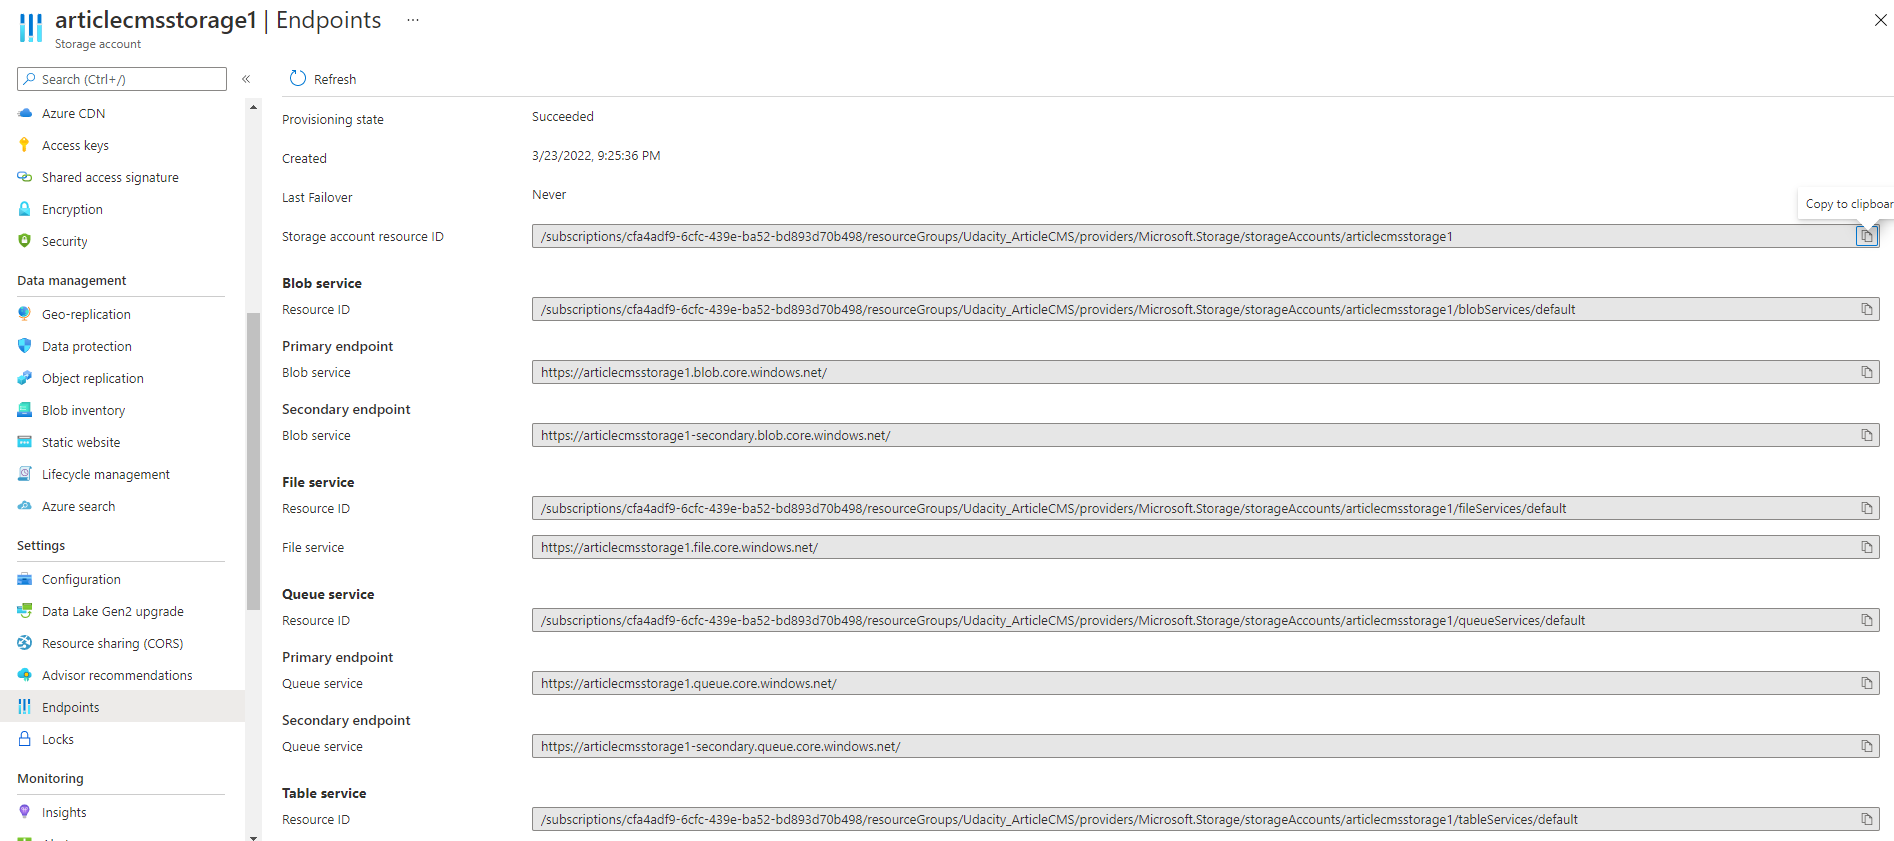 articlecmsstorage1 | Endpoints ...
Storage account
Search (Ctrl+/)
«
Azure CDN
Access keys
Shared access signature
Encryption
Security
Data management
Geo-replication
Data protection
Object replication
Blob inventory
Static website
Lifecycle management
Azure search
Settings
Configuration
Data Lake Gen2 upgrade
Resource sharing (CORS)
Advisor recommendations
Endpoints
Locks
Monitoring
Insights
Refresh
Provisioning state Succeeded
Created 3/23/2022, 9:25:36 PM
Last Failover Never
Copy to clipboar
Storage account resource ID /subscriptions/cfa4adf9-6cfc-439e-ba52-bd893d70b498/resourceGroups/Udacity_ArticleCMS/providers/Microsoft.Storage/storageAccounts/articlecmsstorage1
Blob service
Resource ID /subscriptions/cfa4adf9-6cfc-439e-ba52-bd893d70b498/resourceGroups/Udacity_ArticleCMS/providers/Microsoft.Storage/storageAccounts/articlecmsstorage1/blobServices/default
Primary endpoint
Blob service https://articlecmsstorage1.blob.core.windows.net/
Secondary endpoint
Blob service https://articlecmsstorage1-secondary.blob.core.windows.net/
File service
Resource ID /subscriptions/cfa4adf9-6cfc-439e-ba52-bd893d70b498/resourceGroups/Udacity_ArticleCMS/providers/Microsoft.Storage/storageAccounts/articlecmsstorage1/fileServices/default
File service https://articlecmsstorage1.file.core.windows.net/
Queue service
Resource ID /subscriptions/cfa4adf9-6cfc-439e-ba52-bd893d70b498/resourceGroups/Udacity_ArticleCMS/providers/Microsoft.Storage/storageAccounts/articlecmsstorage1/queueServices/default
Primary endpoint
Queue service https://articlecmsstorage1.queue.core.windows.net/
Secondary endpoint
Queue service https://articlecmsstorage1-secondary.queue.core.windows.net/
Table service
Resource ID /subscriptions/cfa4adf9-6cfc-439e-ba52-bd893d70b498/resourceGroups/Udacity_ArticleCMS/providers/Microsoft.Storage/storageAccounts/articlecmsstorage1/tableServices/default